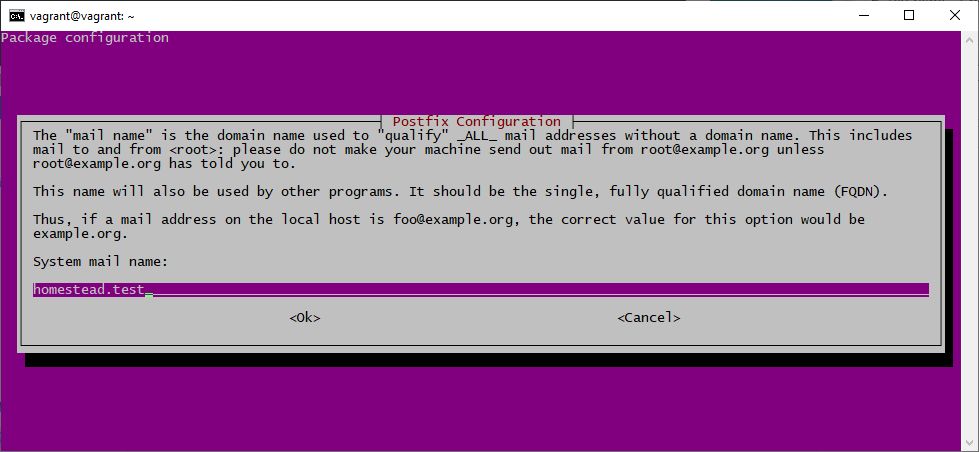 vagrant@vagrant: ~
Package configuration
Postfix Configuration
The "mail name" is the domain name used to "qualify" _ALL_ mail addresses without a domain name. This includes
mail to and from <root>: please do not make your machine send out mail from root@example.org unless
root@example.org has told you to.
This name will also be used by other programs. It should be the single, fully qualified domain name (FQDN).
Thus, if a mail address on the local host is foo@example.org, the correct value for this option would be
example.org.
System mail name:
homestead.test
<Ok> <Cancel>